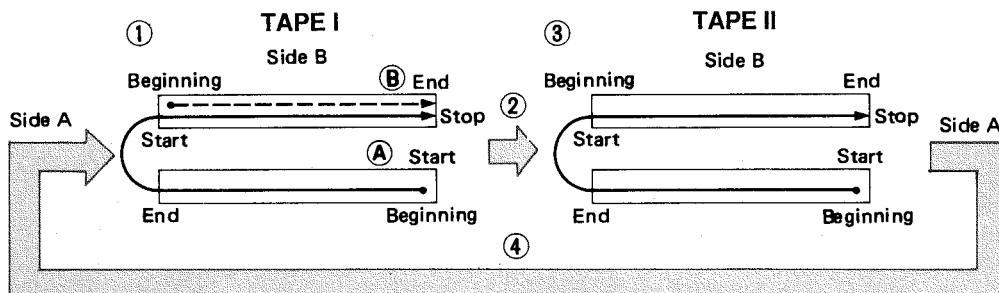 ① TAPE I
Side B
Beginning Ⓑ End
Side A
Start
Stop
Ⓐ Start
End
Beginning
②
③ TAPE II
Side B
Beginning End
Start
Stop
Side A
Start
End
Beginning
④